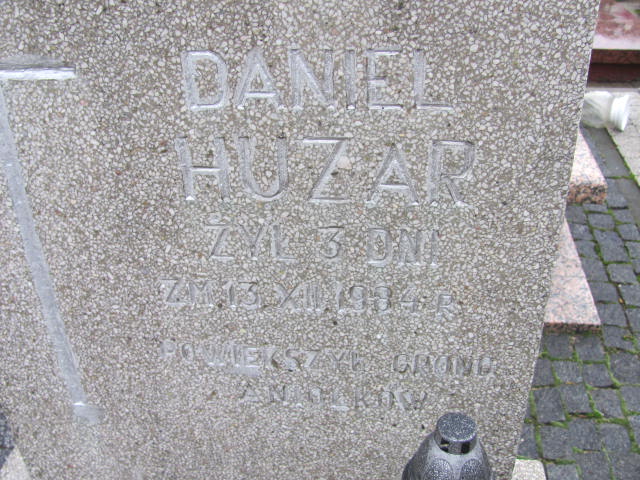 DANIEL
HUZAR
ŻYŁ 3 DNI
ZM. 13 XII 1984 R
POWIĘKSZYŁ GRONO
ANIOŁKÓW